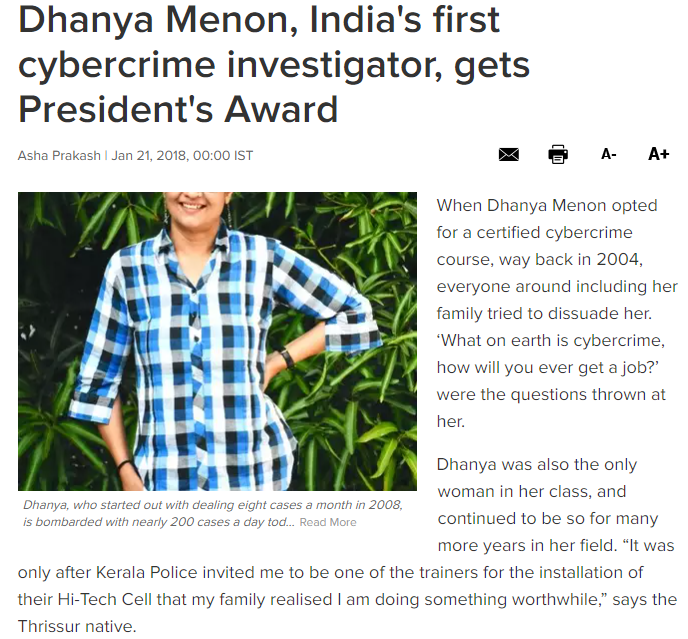 Dhanya Menon, India's first
cybercrime investigator, gets
President's Award
Asha Prakash | Jan 21, 2018, 00:00 IST
A-
A+
When Dhanya Menon opted
for a certified cybercrime
course, way back in 2004,
everyone around including her
family tried to dissuade her.
‘What on earth is cybercrime,
how will you ever get a job?’
were the questions thrown at
her.
Dhanya, who started out with dealing eight cases a month in 2008,
is bombarded with nearly 200 cases a day tod... Read More
Dhanya was also the only
woman in her class, and
continued to be so for many
more years in her field. “It was
only after Kerala Police invited me to be one of the trainers for the installation of
their Hi-Tech Cell that my family realised I am doing something worthwhile,” says the
Thrissur native.